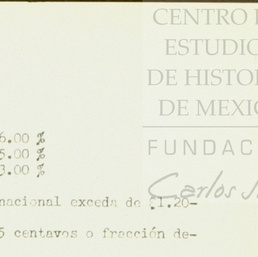 CENTRO
ESTUDIO
DE HISTOR
DE MEXIC
FUNDAC
Carlos
6.00 %
5.00 %
3.00 %
nacional exceda de $1.20-
5 centavos o fracción de-